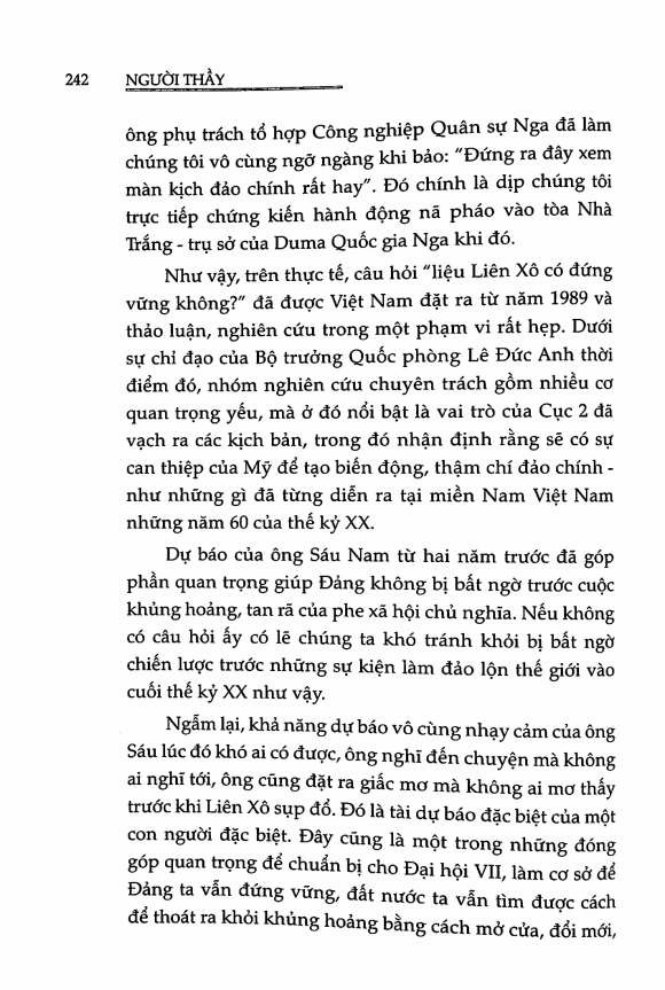 242 NGƯỜI THẦY
ông phụ trách tổ hợp Công nghiệp Quân sự Nga đã làm
chúng tôi vô cùng ngỡ ngàng khi bảo: “Đứng ra đây xem
màn kịch đảo chính rất hay”. Đó chính là dịp chúng tôi
trực tiếp chứng kiến hành động nã pháo vào tòa Nhà
Trắng - trụ sở của Duma Quốc gia Nga khi đó.
Như vậy, trên thực tế, câu hỏi “liệu Liên Xô có đứng
vững không?” đã được Việt Nam đặt ra từ năm 1989 và
thảo luận, nghiên cứu trong một phạm vi rất hẹp. Dưới
sự chỉ đạo của Bộ trưởng Quốc phòng Lê Đức Anh thời
điểm đó, nhóm nghiên cứu chuyên trách gồm nhiều cơ
quan trọng yếu, mà ở đó nổi bật là vai trò của Cục 2 đã
vạch ra các kịch bản, trong đó nhận định rằng sẽ có sự
can thiệp của Mỹ để tạo biến động, thậm chí đảo chính -
như những gì đã từng diễn ra tại miền Nam Việt Nam
những năm 60 của thế kỷ XX.
Dự báo của ông Sáu Nam từ hai năm trước đã góp
phần quan trọng giúp Đảng không bị bất ngờ trước cuộc
khủng hoảng, tan rã của phe xã hội chủ nghĩa. Nếu không
có câu hỏi ấy có lẽ chúng ta khó tránh khỏi bị bất ngờ
chiến lược trước những sự kiện làm đảo lộn thế giới vào
cuối thế kỷ XX như vậy.
Ngẫm lại, khả năng dự báo vô cùng nhạy cảm của ông
Sáu lúc đó khó ai có được, ông nghĩ đến chuyện mà không
ai nghĩ tới, ông cũng đặt ra giấc mơ mà không ai mơ thấy
trước khi Liên Xô sụp đổ. Đó là tài dự báo đặc biệt của một
con người đặc biệt. Đây cũng là một trong những đóng
góp quan trọng để chuẩn bị cho Đại hội VII, làm cơ sở để
Đảng ta vẫn đứng vững, đất nước ta vẫn tìm được cách
để thoát ra khỏi khủng hoảng bằng cách mở cửa, đổi mới,